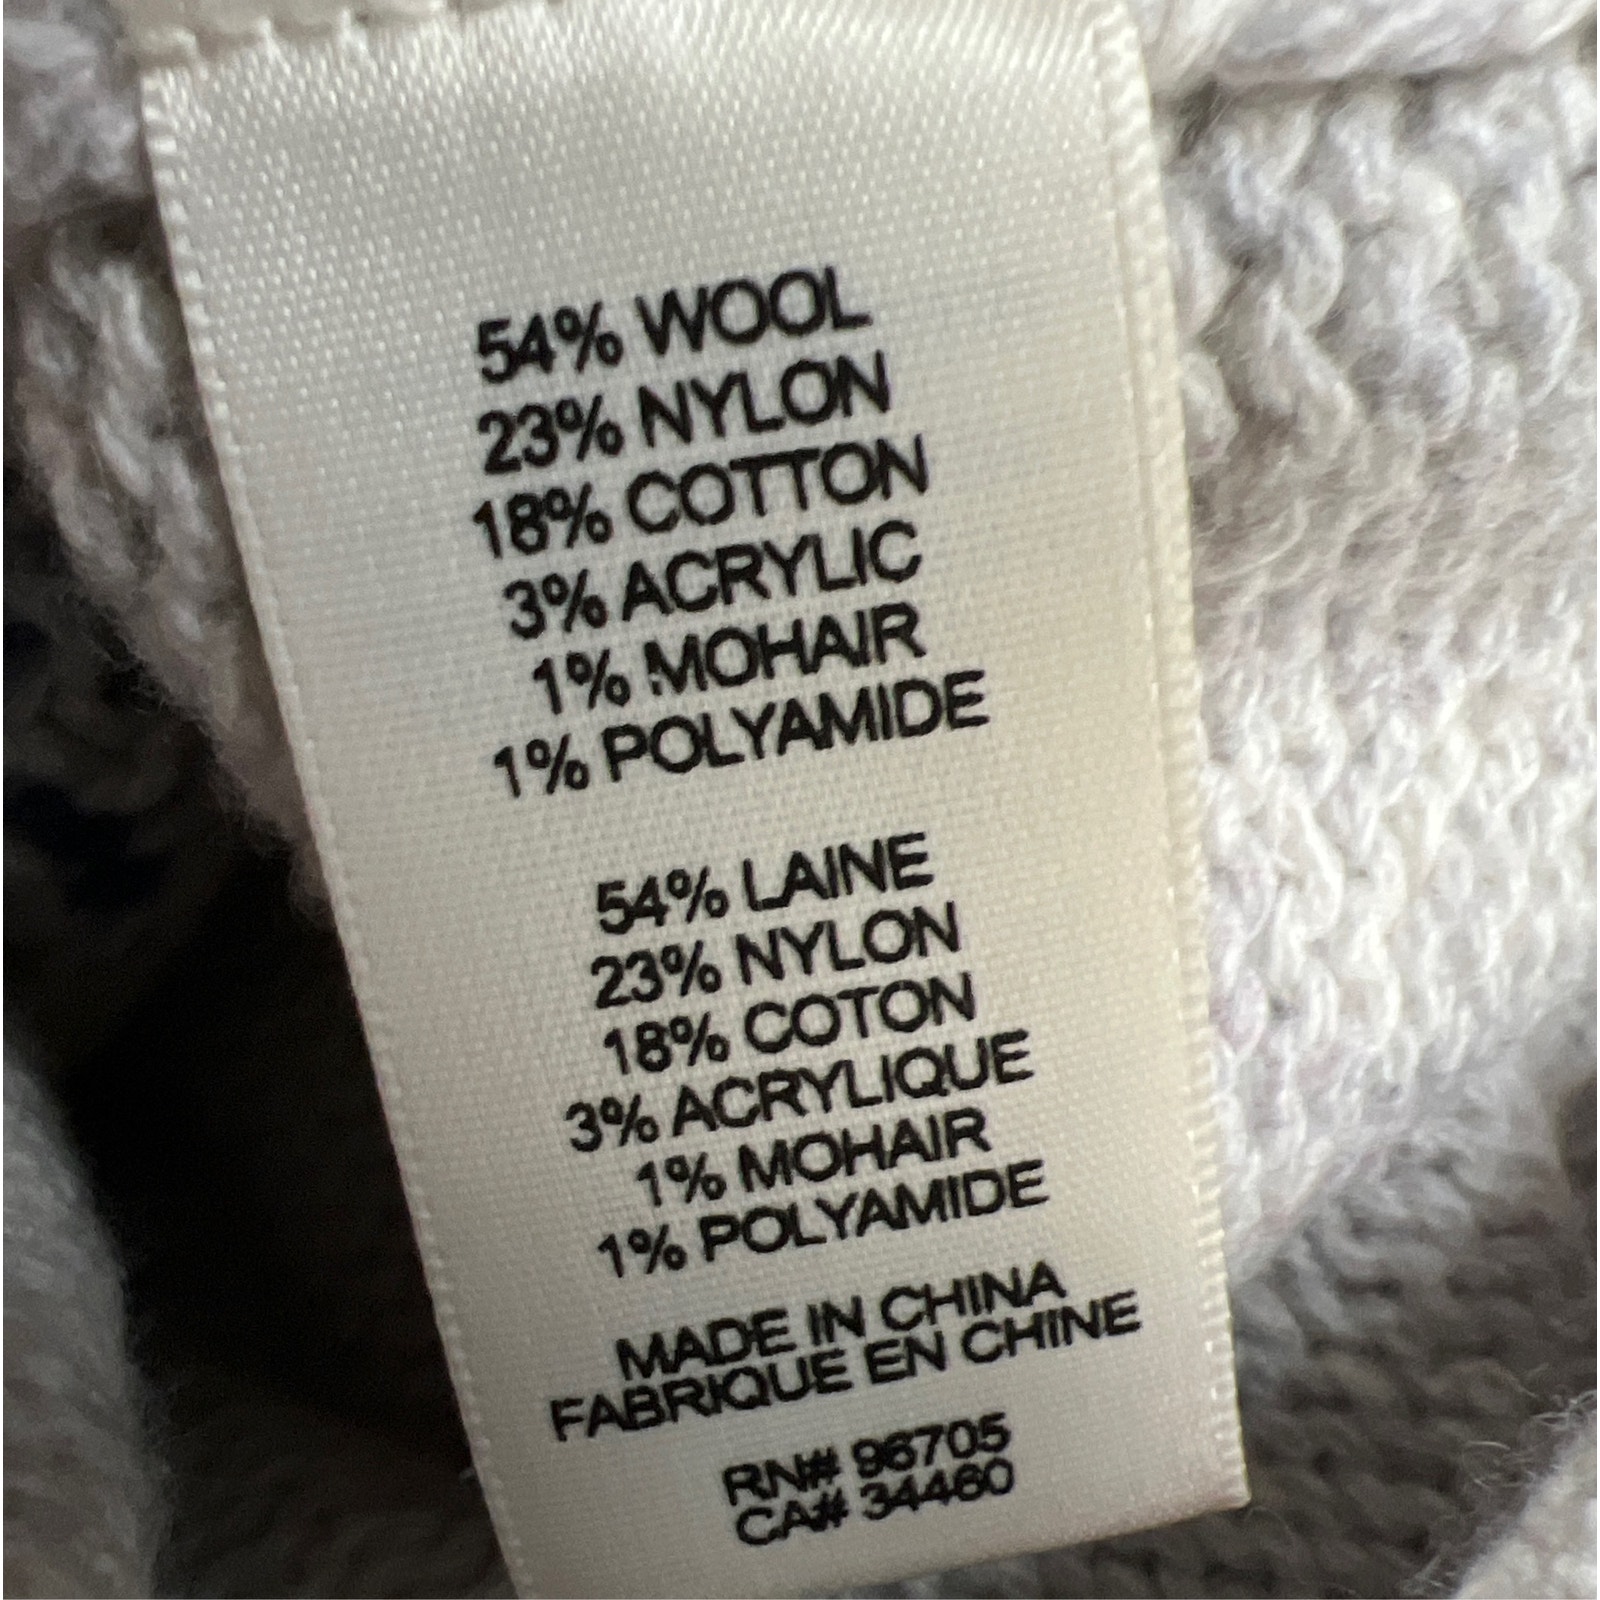 54% WOOL
23% NYLON
18% COTTON
3% ACRYLIC
1% MOHAIR
1% POLYAMIDE
54% LAINE
23% NYLON
18% COTON
3% ACRYLIQUE
1% MOHAIR
1% POLYAMIDE
MADE IN CHINA
FABRIQUE EN CHINE
RN# 96705
CA# 34460